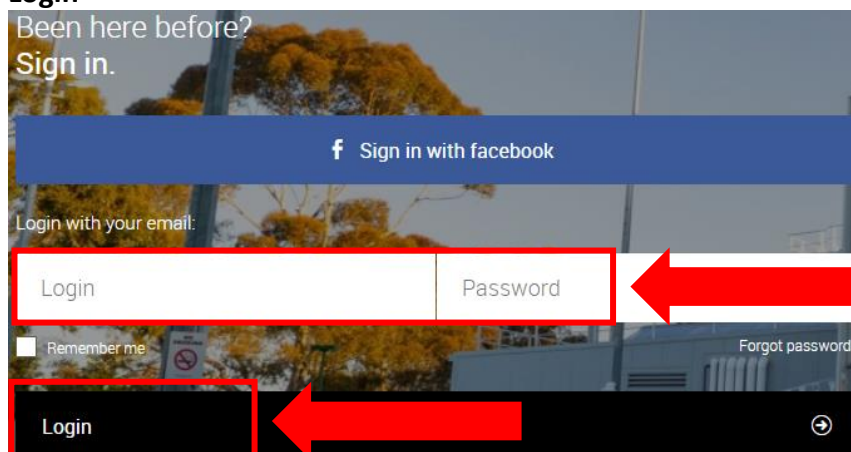 Login
Been here before?
Sign in.
f Sign in with facebook
Login with your email:
Login Password
Remember me Forgot password
Login